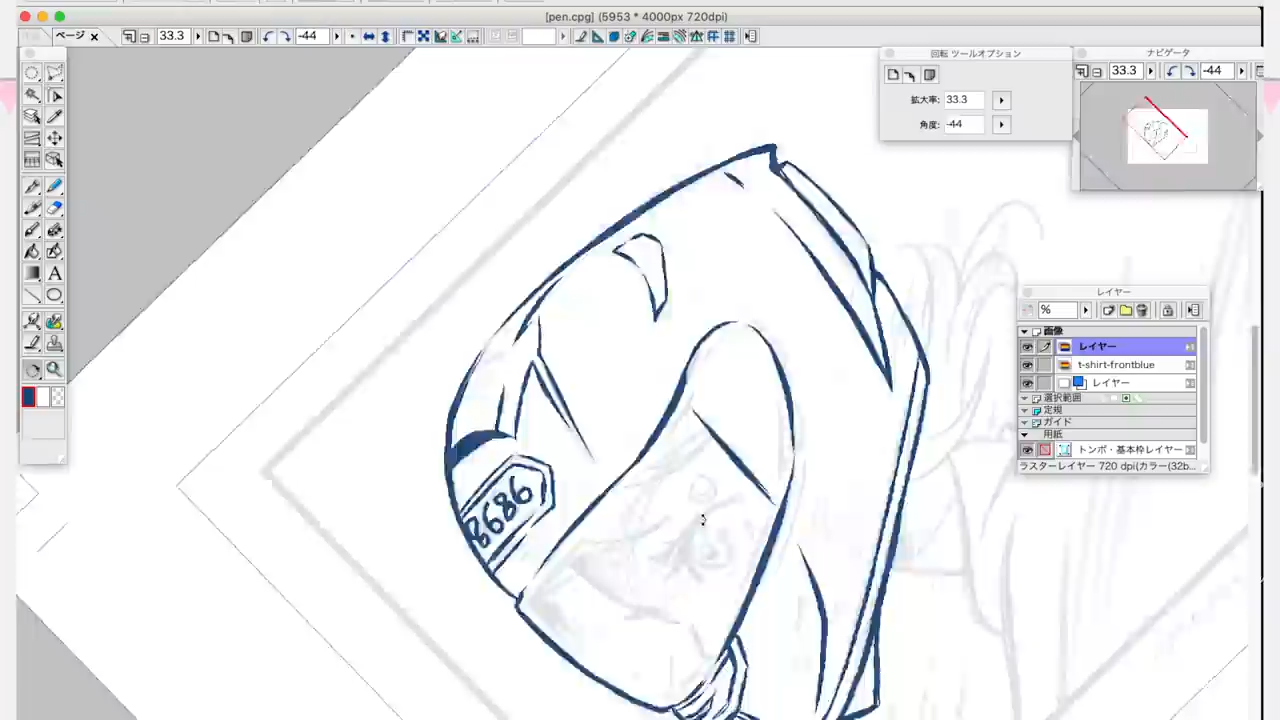 [pen.cpg] (5953 * 4000px 720dpi)
ページ
33.3
-44
回転 ツールオプション
拡大率: 33.3
角度: -44
ナビゲータ
33.3
-44
レイヤー
%
画像
レイヤー
t-shirt-frontblue
レイヤー
選択範囲
定規
ガイド
用紙
トンボ・基本枠レイヤー
ラスターレイヤー 720 dpi(カラー(32b...
A
8686